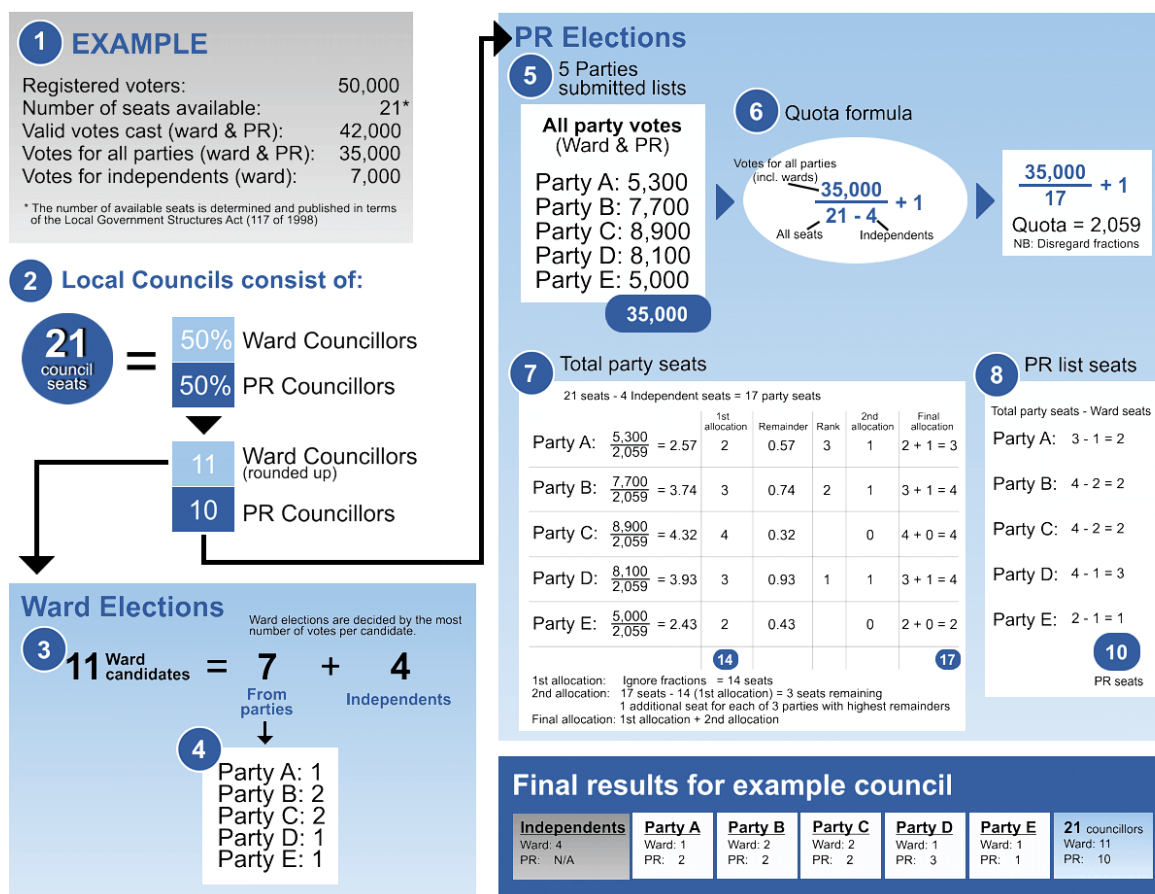 1 EXAMPLE
Registered voters: 50,000
Number of seats available: 21*
Valid votes cast (ward & PR): 42,000
Votes for all parties (ward & PR): 35,000
Votes for independents (ward): 7,000
* The number of available seats is determined and published in terms
of the Local Government Structures Act (117 of 1998)
2 Local Councils consist of:
21
council
seats
=
50% Ward Councillors
50% PR Councillors
11 Ward Councillors
(rounded up)
10 PR Councillors
Ward Elections
Ward elections are decided by the most
number of votes per candidate.
3
11 Ward
candidates = 7 + 4
From
parties
Independents
4
Party A: 1
Party B: 2
Party C: 2
Party D: 1
Party E: 1
PR Elections
5 5 Parties
submitted lists
All party votes
(Ward & PR)
Party A: 5,300
Party B: 7,700
Party C: 8,900
Party D: 8,100
Party E: 5,000
35,000
6 Quota formula
Votes for all parties
(incl. wards)
35,000
21 - 4
+ 1
All seats
Independents
35,000
17
+ 1
Quota = 2,059
NB: Disregard fractions
7 Total party seats
21 seats - 4 Independent seats = 17 party seats
1st
allocation
Remainder
Rank
2nd
allocation
Final
allocation
Party A: 5,300/2,059 = 2.57 2 0.57 3 1 2 + 1 = 3
Party B: 7,700/2,059 = 3.74 3 0.74 2 1 3 + 1 = 4
Party C: 8,900/2,059 = 4.32 4 0.32 0 4 + 0 = 4
Party D: 8,100/2,059 = 3.93 3 0.93 1 1 3 + 1 = 4
Party E: 5,000/2,059 = 2.43 2 0.43 0 2 + 0 = 2
14 17
1st allocation: Ignore fractions = 14 seats
2nd allocation: 17 seats - 14 (1st allocation) = 3 seats remaining
1 additional seat for each of 3 parties with highest remainders
Final allocation: 1st allocation + 2nd allocation
8 PR list seats
Total party seats - Ward seats
Party A: 3 - 1 = 2
Party B: 4 - 2 = 2
Party C: 4 - 2 = 2
Party D: 4 - 1 = 3
Party E: 2 - 1 = 1
10
PR seats
Final results for example council
Independents
Ward: 4
PR: N/A
Party A
Ward: 1
PR: 2
Party B
Ward: 2
PR: 2
Party C
Ward: 2
PR: 2
Party D
Ward: 1
PR: 3
Party E
Ward: 1
PR: 1
21 councillors
Ward: 11
PR: 10